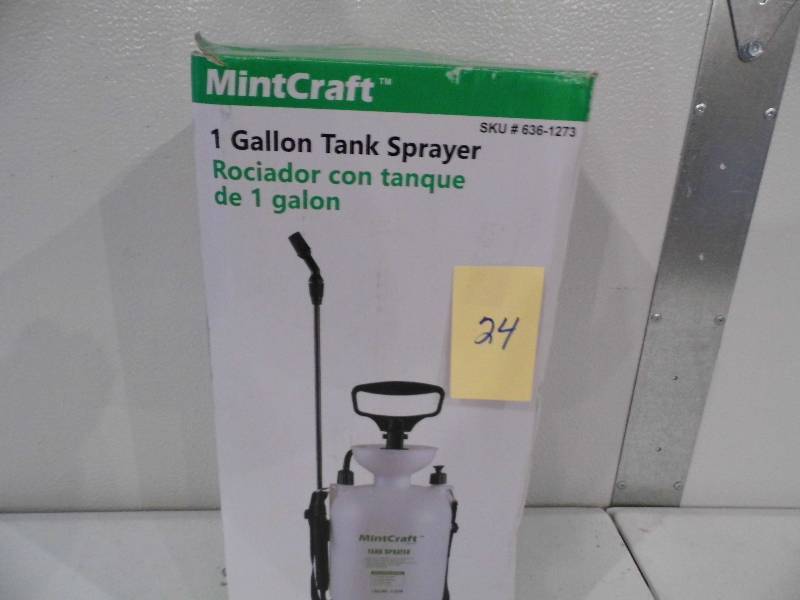 MintCraft™
SKU # 636-1273
1 Gallon Tank Sprayer
Rociador con tanque
de 1 galon
24
MintCraft™
TANK SPRAYER